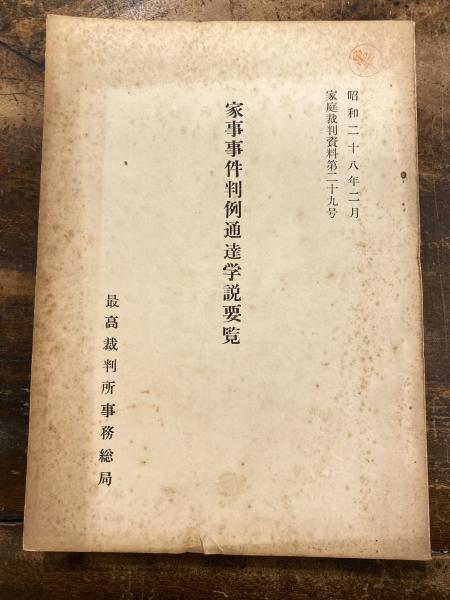 昭和二十八年二月
家庭裁判資料第二十九号
家事事件判例通達学説要覧
最高裁判所事務総局